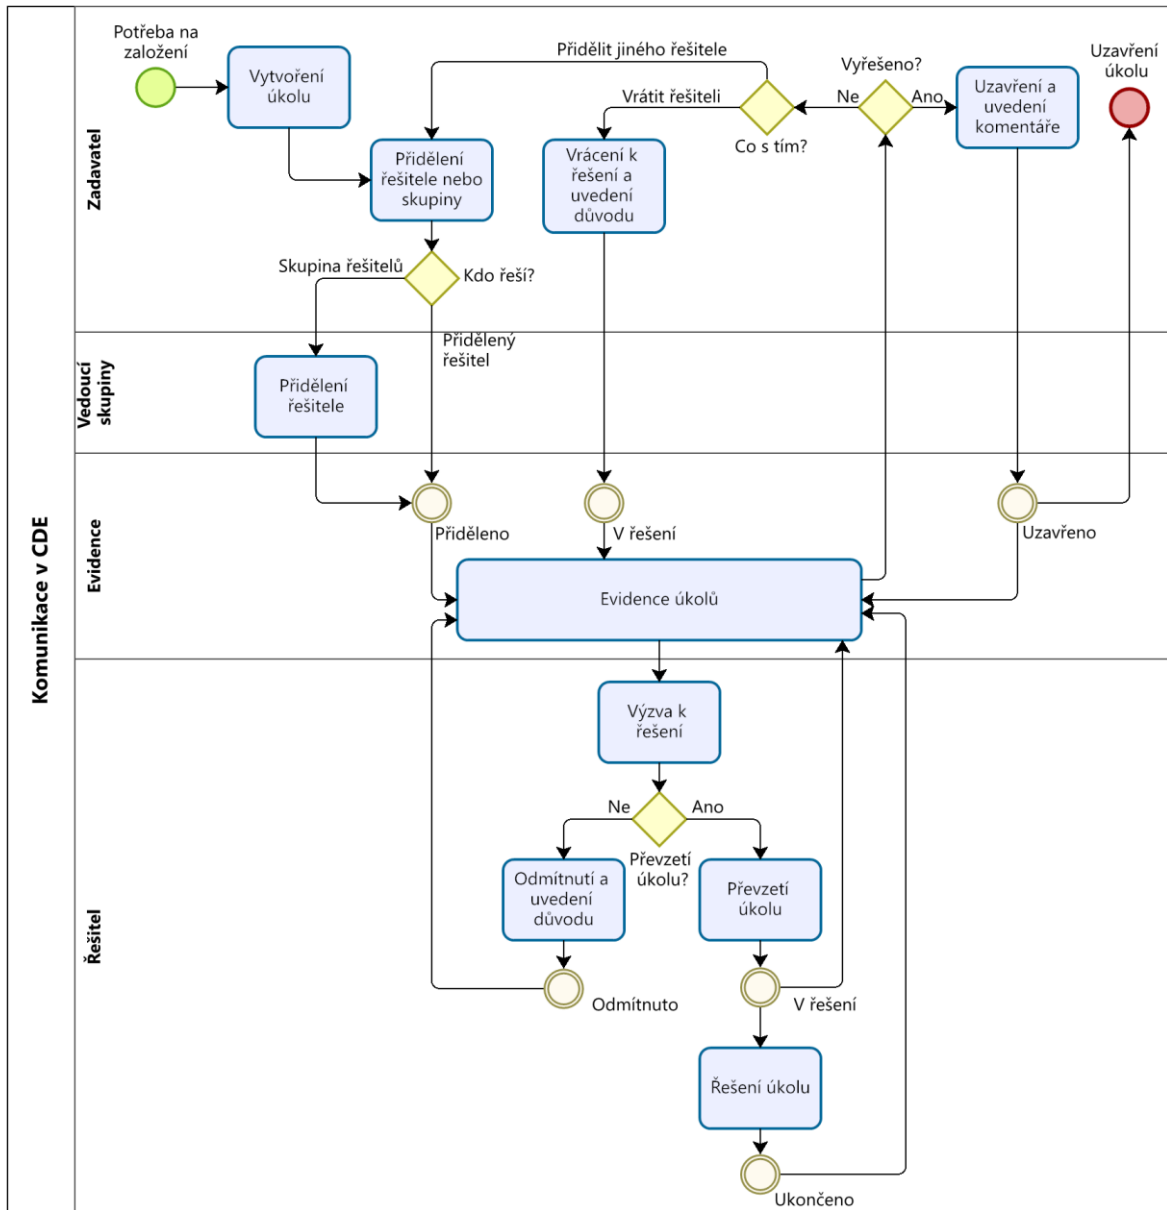 Komunikace v CDE
Zadavatel
Potřeba na
založení
Vytvoření
úkolu
Přidělit jiného řešitele
Vrátit řešiteli
Co s tím?
Vyřešeno?
Ne
Ano
Uzavření a
uvedení
komentáře
Uzavření
úkolu
Přidělení
řešitele nebo
skupiny
Vrácení k
řešení a
uvedení
důvodu
Skupina řešitelů
Kdo řeší?
Přidělený
řešitel
Vedoucí
skupiny
Přidělení
řešitele
Evidence
Přiděleno
V řešení
Uzavřeno
Evidence úkolů
Řešitel
Výzva k
řešení
Ne
Ano
Převzetí
úkolu?
Odmítnutí a
uvedení
důvodu
Převzetí
úkolu
Odmítnuto
V řešení
Řešení úkolu
Ukončeno